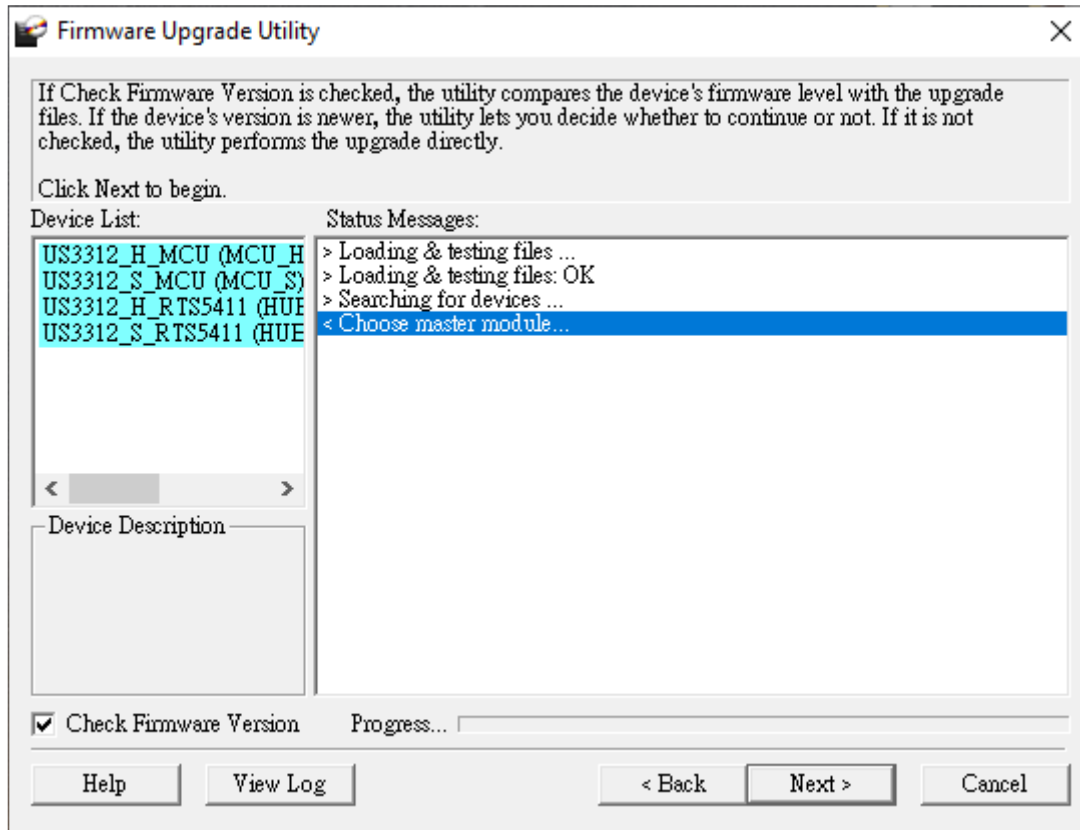 Firmware Upgrade Utility
If Check Firmware Version is checked, the utility compares the device's firmware level with the upgrade
files. If the device's version is newer, the utility lets you decide whether to continue or not. If it is not
checked, the utility performs the upgrade directly.
Click Next to begin.
Device List:
US3312_H_MCU (MCU_H
US3312_S_MCU (MCU_S)
US3312_H_RTS5411 (HUE
US3312_S_RTS5411 (HUE
Device Description
Status Messages:
> Loading & testing files ...
> Loading & testing files: OK
> Searching for devices ...
< Choose master module...
Check Firmware Version
Progress...
Help
View Log
< Back
Next >
Cancel